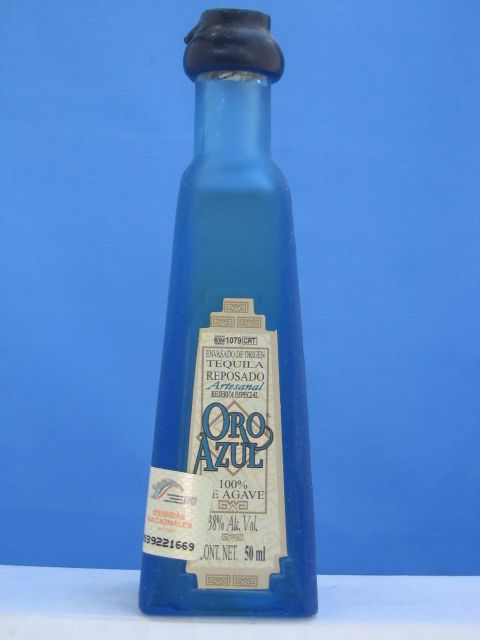 NOM 1079 CRT
ENVASADO DE ORIGEN
TEQUILA
REPOSADO
Artesanal
RESERVA ESPECIAL
ORO
AZUL
100%
E AGAVE
38% Alc. Vol.
CONT. NET. 50 ml
BEBIDAS
NACIONALES
839221669